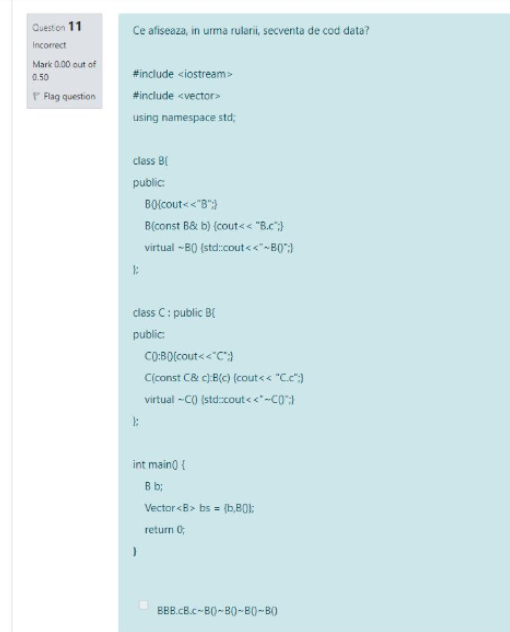 Question 11
Incorrect
Mark 0.00 out of
0.50
Flag question
Ce afiseaza, in urma rularii, secventa de cod data?
#include <iostream>
#include <vector>
using namespace std;
class B{
public:
B(){cout<<"B";}
B(const B& b) {cout<< "B.c";}
virtual ~B() {std::cout<<"~B()";}
};
class C : public B{
public:
C():B(){cout<<"C";}
C(const C& c):B(c) {cout<< "C.c";}
virtual ~C() {std::cout<<"~C()";}
};
int main() {
B b;
Vector<B> bs = {b,B()};
return 0;
}
BBB.cB.c~B()~B()~B()~B()